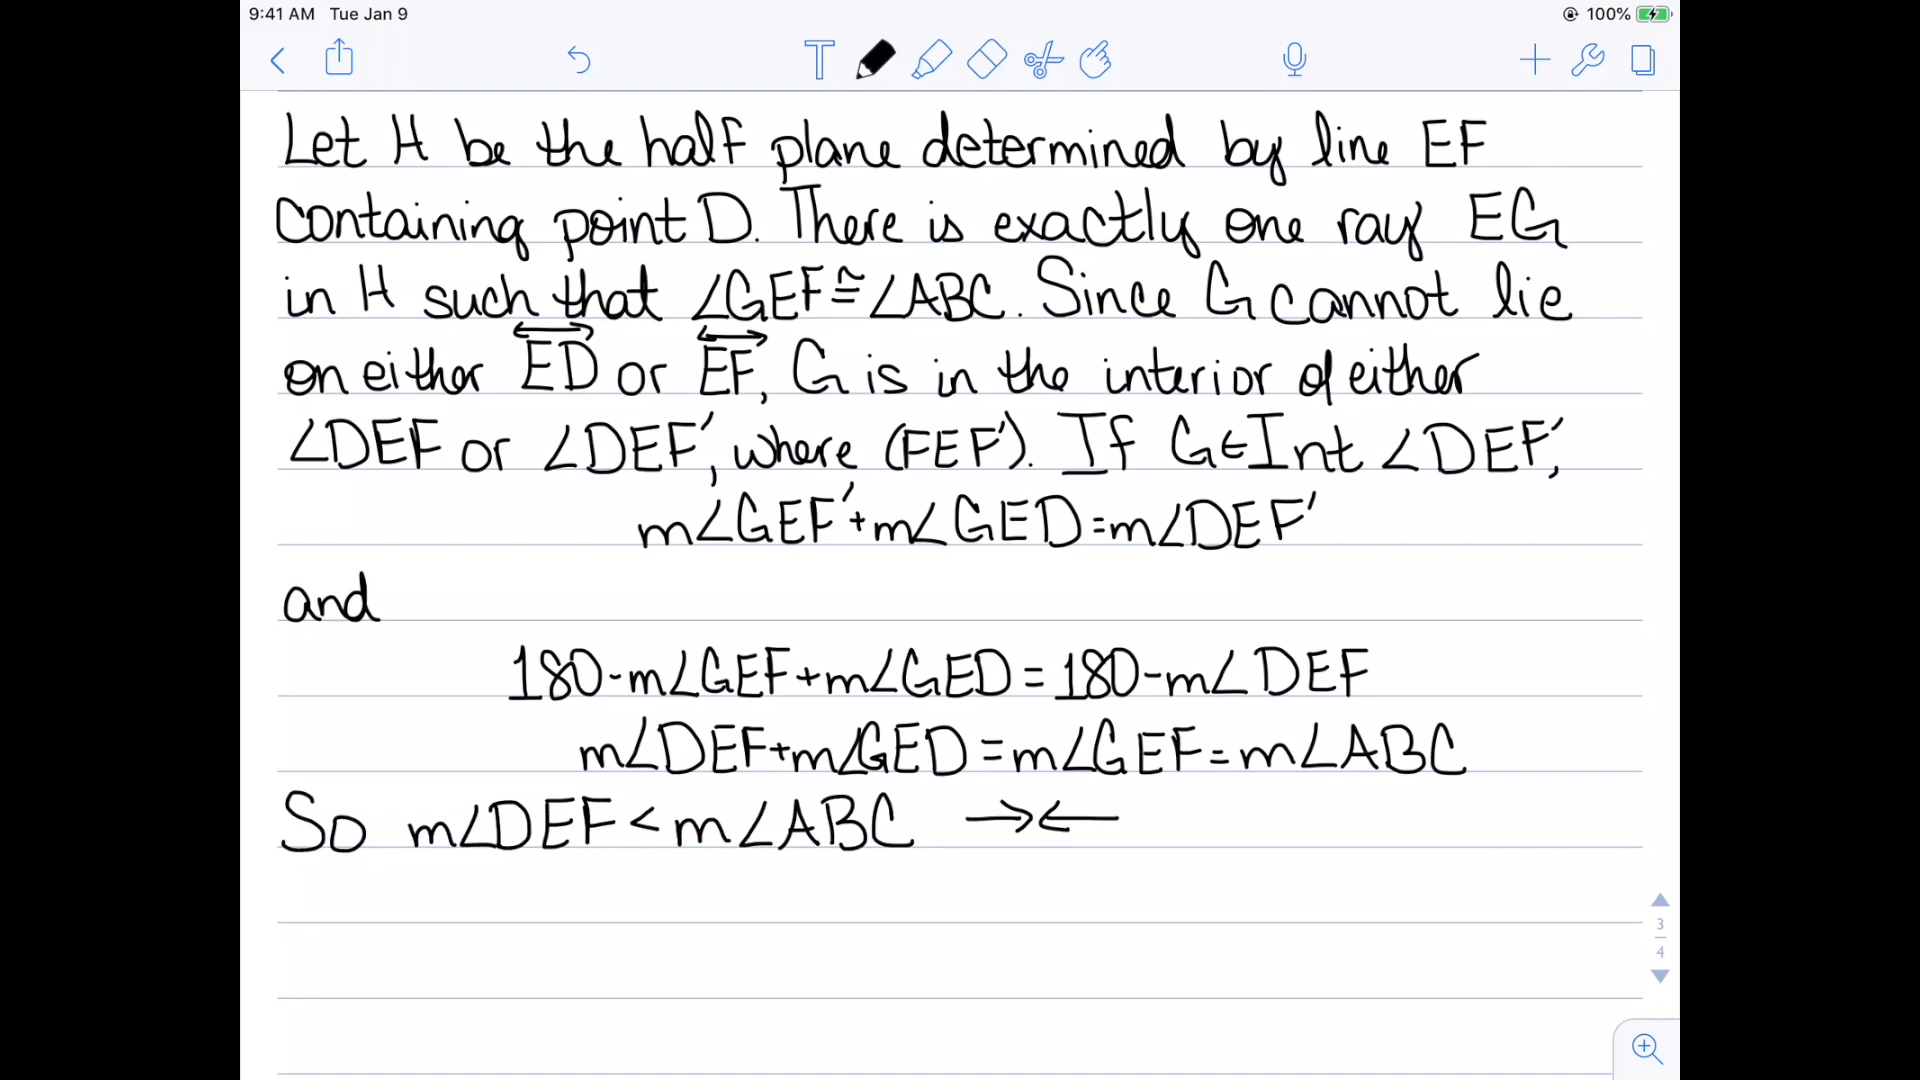 9:41 AM Tue Jan 9
100%
T
Let H be the half plane determined by line EF
containing point D. There is exactly one ray EG
in H such that ∠GEF≅∠ABC. Since G cannot lie
on either \overleftrightarrow{ED} or \overleftrightarrow{EF}, G is in the interior of either
∠DEF or ∠DEF', where (FEF'). If G∈Int ∠DEF',
m∠GEF'+m∠GED=m∠DEF'
and
180-m∠GEF+m∠GED=180-m∠DEF
m∠DEF+m∠GED=m∠GEF=m∠ABC
So m∠DEF<m∠ABC →←
3
4